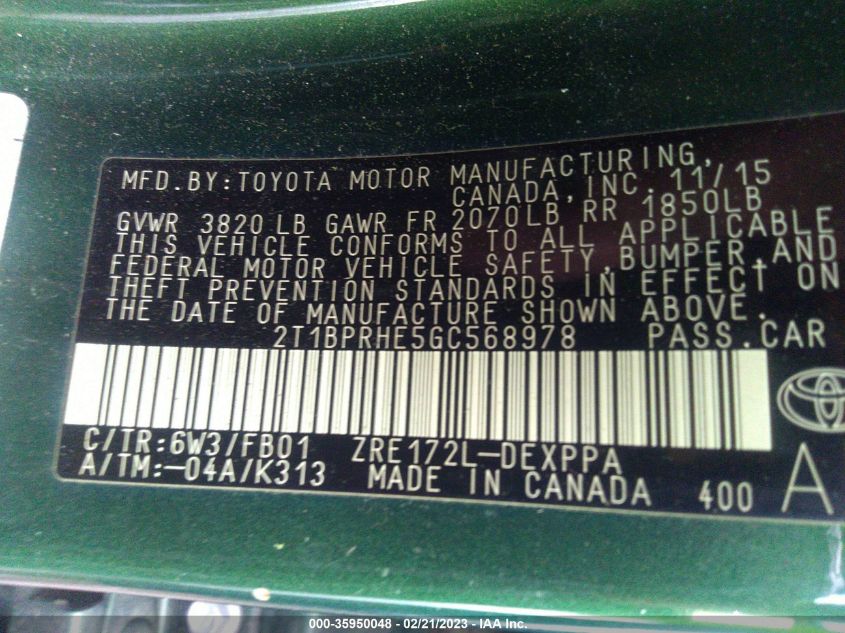 MFD.BY:TOYOTA MOTOR MANUFACTURING,
CANADA,INC. 11/15
GVWR 3820LB GAWR FR 2070LB RR 1850LB
THIS VEHICLE CONFORMS TO ALL APPLICABLE
FEDERAL MOTOR VEHICLE SAFETY,BUMPER,AND
THEFT PREVENTION STANDARDS IN EFFECT ON
THE DATE OF MANUFACTURE SHOWN ABOVE.
2T1BPRHE5GC568978 PASS.CAR
C/TR:6W3/FB01 ZRE172L-DEXPPA
A/TM:-04A/K313 MADE IN CANADA 400 A
000-35950048 - 02/21/2023 - IAA Inc.